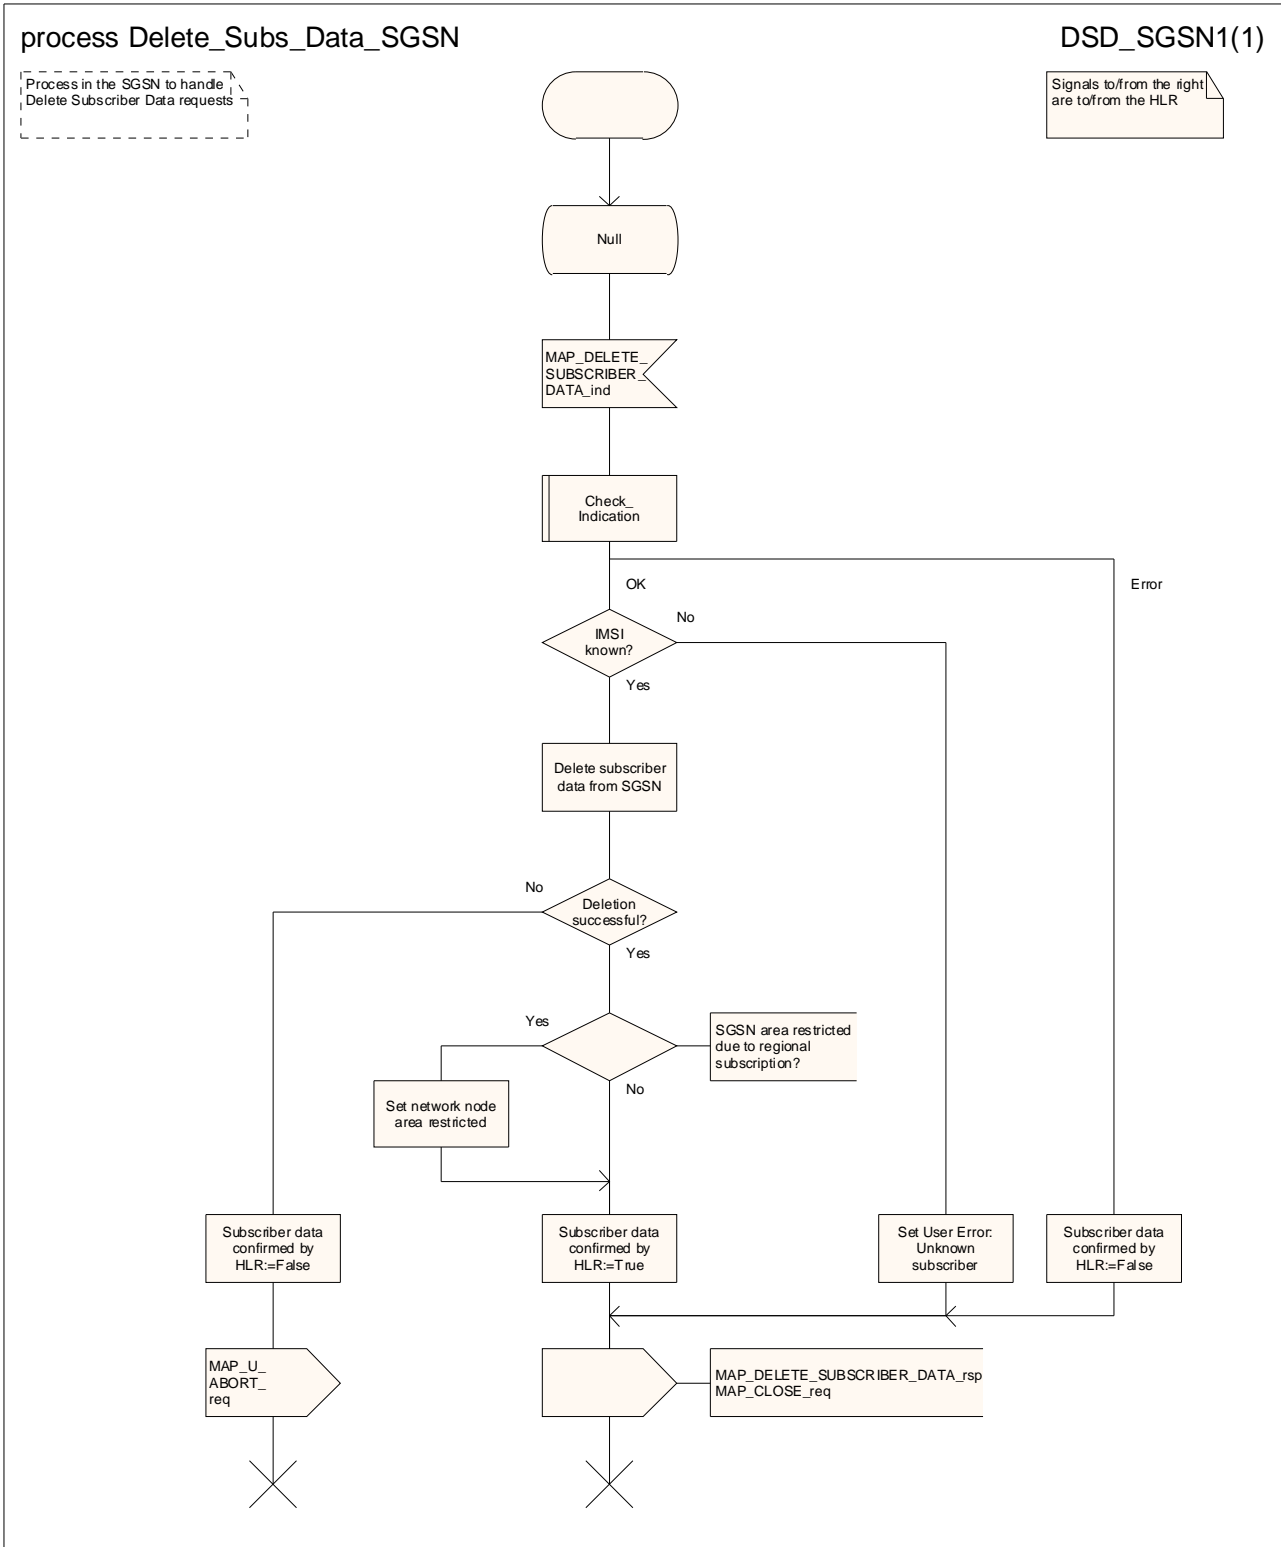 process Delete_Subs_Data_SGSN
DSD_SGSN1(1)
Process in the SGSN to handle
Delete Subscriber Data requests
Signals to/from the right
are to/from the HLR
Null
MAP_DELETE_
SUBSCRIBER_
DATA_ind
Check_
Indication
OK
Error
IMSI
known?
No
Yes
Delete subscriber
data from SGSN
No
Deletion
successful?
Yes
Yes
SGSN area restricted
due to regional
subscription?
No
Set network node
area restricted
Subscriber data
confirmed by
HLR:=False
Subscriber data
confirmed by
HLR:=True
Set User Error:
Unknown
subscriber
Subscriber data
confirmed by
HLR:=False
MAP_U_
ABORT_
req
MAP_DELETE_SUBSCRIBER_DATA_rsp
MAP_CLOSE_req